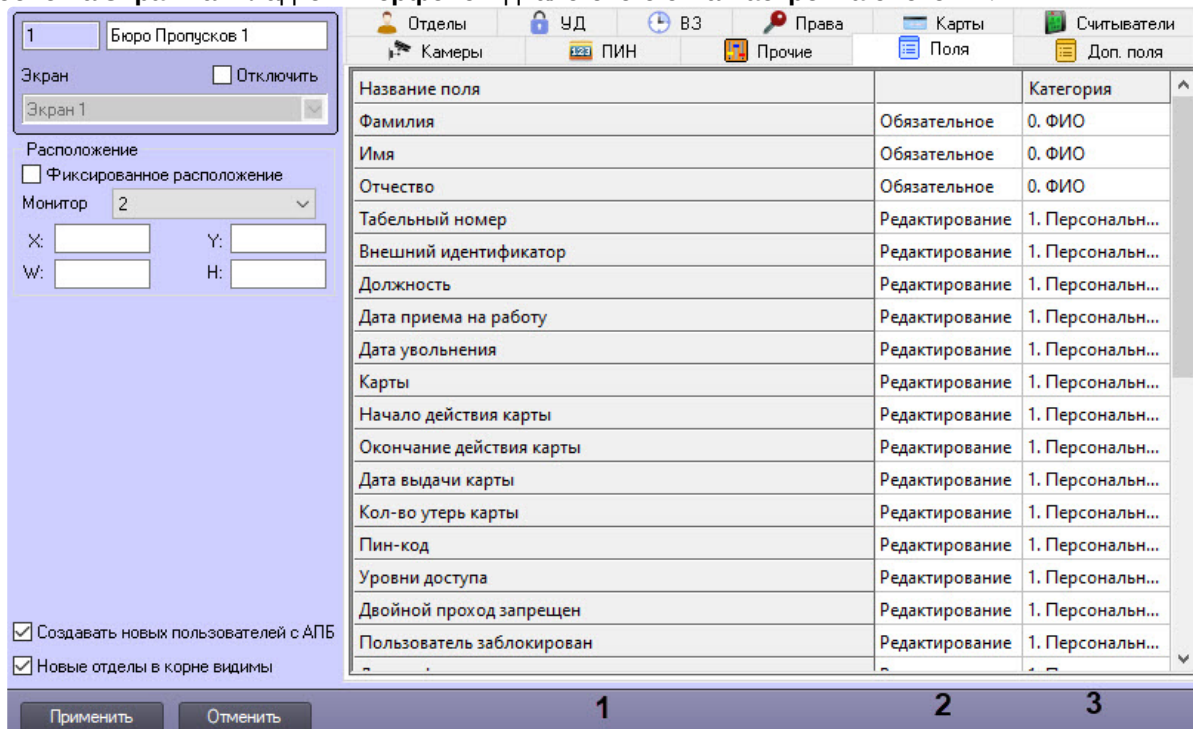 1 Бюро Пропусков 1
Экран Отключить
Экран 1
Расположение
Фиксированное расположение
Монитор 2
X: Y:
W: H:
Создавать новых пользователей с АПБ
Новые отделы в корне видимы
Применить Отменить
Отделы УД ВЗ Права Карты Считыватели
Камеры ПИН Прочие Поля Доп. поля
Название поля Категория
Фамилия Обязательное 0. ФИО
Имя Обязательное 0. ФИО
Отчество Обязательное 0. ФИО
Табельный номер Редактирование 1. Персональн...
Внешний идентификатор Редактирование 1. Персональн...
Должность Редактирование 1. Персональн...
Дата приема на работу Редактирование 1. Персональн...
Дата увольнения Редактирование 1. Персональн...
Карты Редактирование 1. Персональн...
Начало действия карты Редактирование 1. Персональн...
Окончание действия карты Редактирование 1. Персональн...
Дата выдачи карты Редактирование 1. Персональн...
Кол-во утерь карты Редактирование 1. Персональн...
Пин-код Редактирование 1. Персональн...
Уровни доступа Редактирование 1. Персональн...
Двойной проход запрещен Редактирование 1. Персональн...
Пользователь заблокирован Редактирование 1. Персональн...
1 2 3